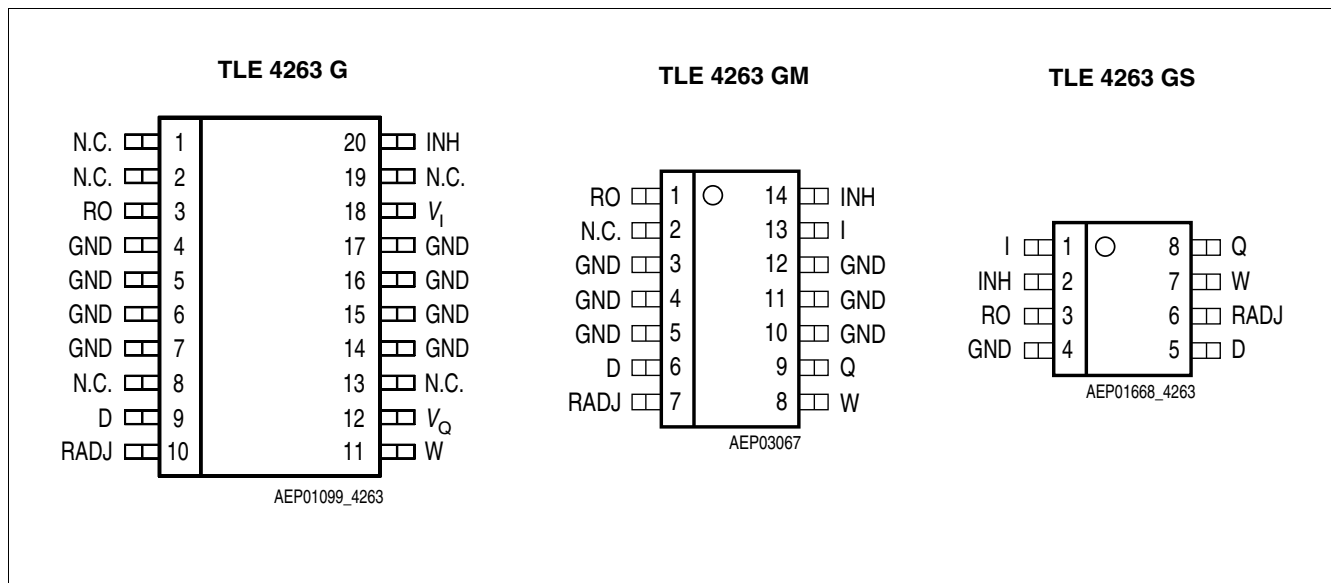 TLE 4263 G
N.C. 1 20 INH
N.C. 2 19 N.C.
RO 3 18 VI
GND 4 17 GND
GND 5 16 GND
GND 6 15 GND
GND 7 14 GND
N.C. 8 13 N.C.
D 9 12 VQ
RADJ 10 11 W
AEP01099_4263
TLE 4263 GM
RO 1 14 INH
N.C. 2 13 I
GND 3 12 GND
GND 4 11 GND
GND 5 10 GND
D 6 9 Q
RADJ 7 8 W
AEP03067
TLE 4263 GS
I 1 8 Q
INH 2 7 W
RO 3 6 RADJ
GND 4 5 D
AEP01668_4263